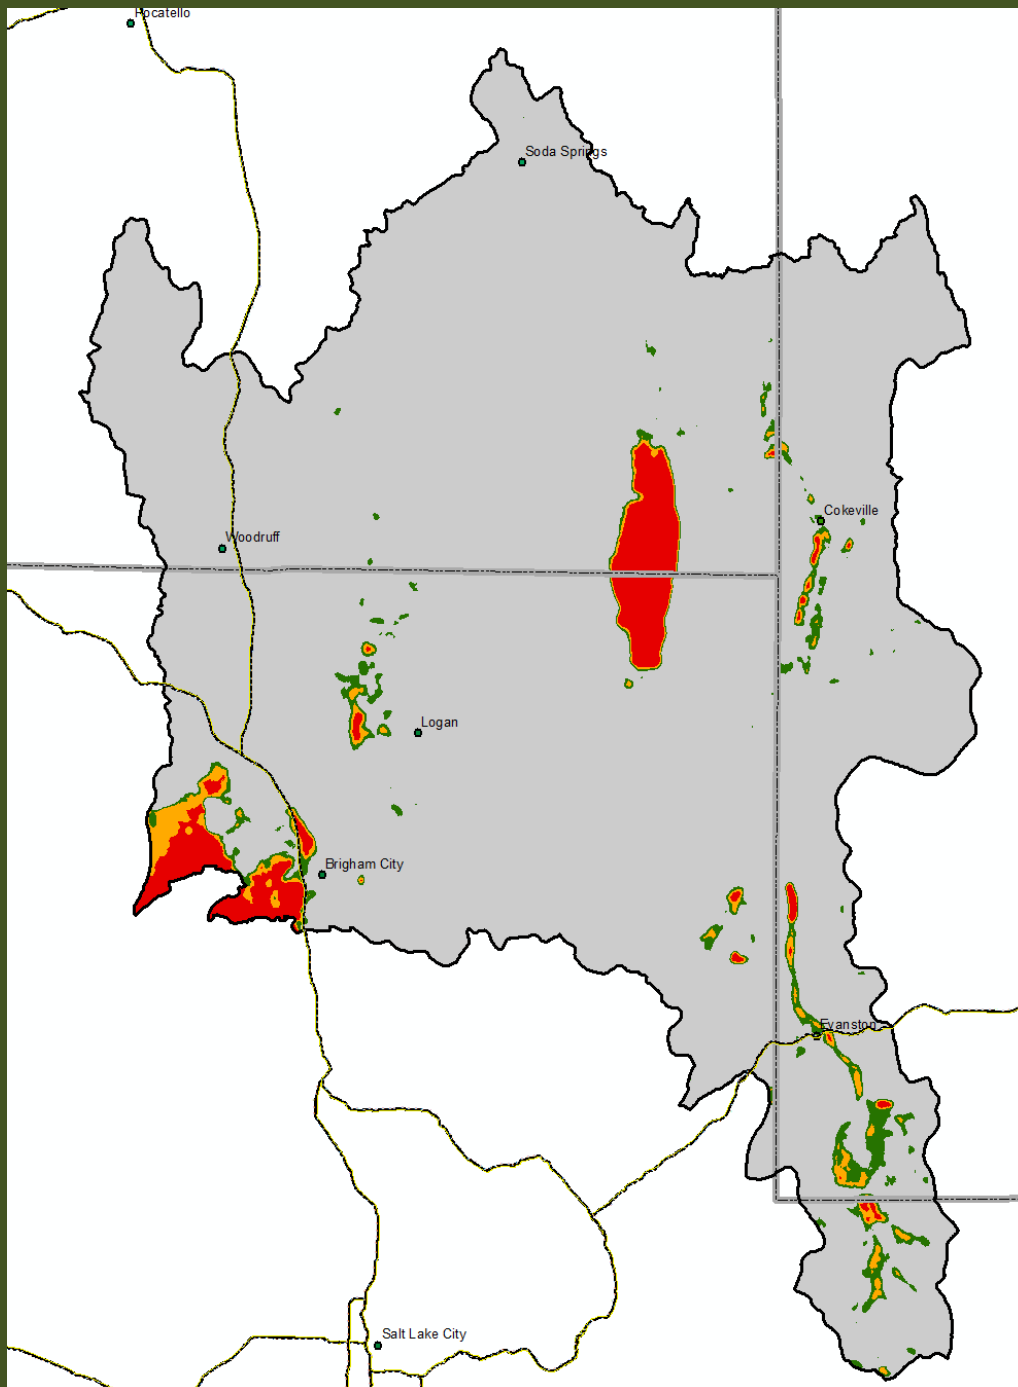 Pocatello
Soda Springs
Cokeville
Woodruff
Logan
Brigham City
Evanston
Salt Lake City